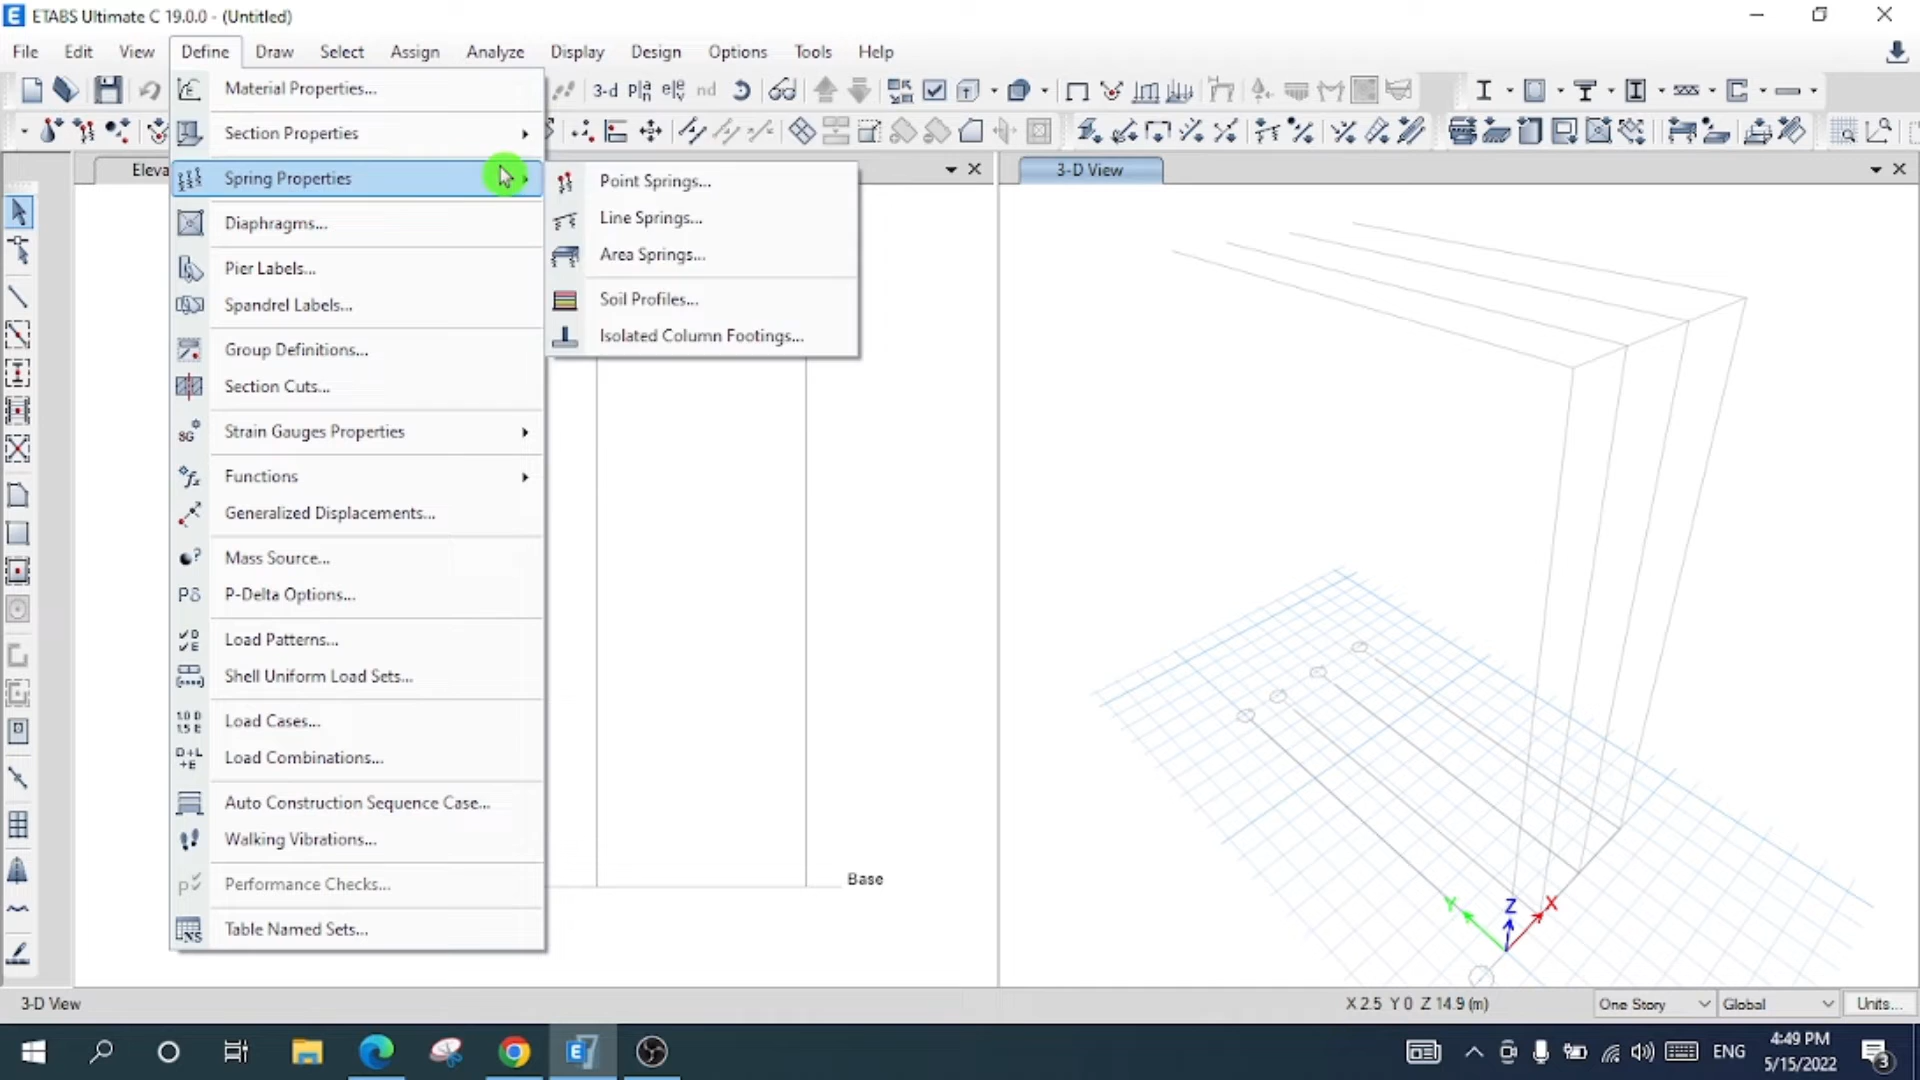 ETABS Ultimate C 19.0.0 - (Untitled)
File Edit View Define Draw Select Assign Analyze Display Design Options Tools Help
3-d
nd
Eleva
3-D View
Material Properties...
Section Properties
Spring Properties
Diaphragms...
Pier Labels...
Spandrel Labels...
Group Definitions...
Section Cuts...
Strain Gauges Properties
Functions
Generalized Displacements...
Mass Source...
P-Delta Options...
Load Patterns...
Shell Uniform Load Sets...
Load Cases...
Load Combinations...
Auto Construction Sequence Case...
Walking Vibrations...
Performance Checks...
Table Named Sets...
Point Springs...
Line Springs...
Area Springs...
Soil Profiles...
Isolated Column Footings...
Base
Y Z X
3-D View
X 2.5 Y 0 Z 14.9 (m)
One Story
Global
Units...
ENG
4:49 PM
5/15/2022
3